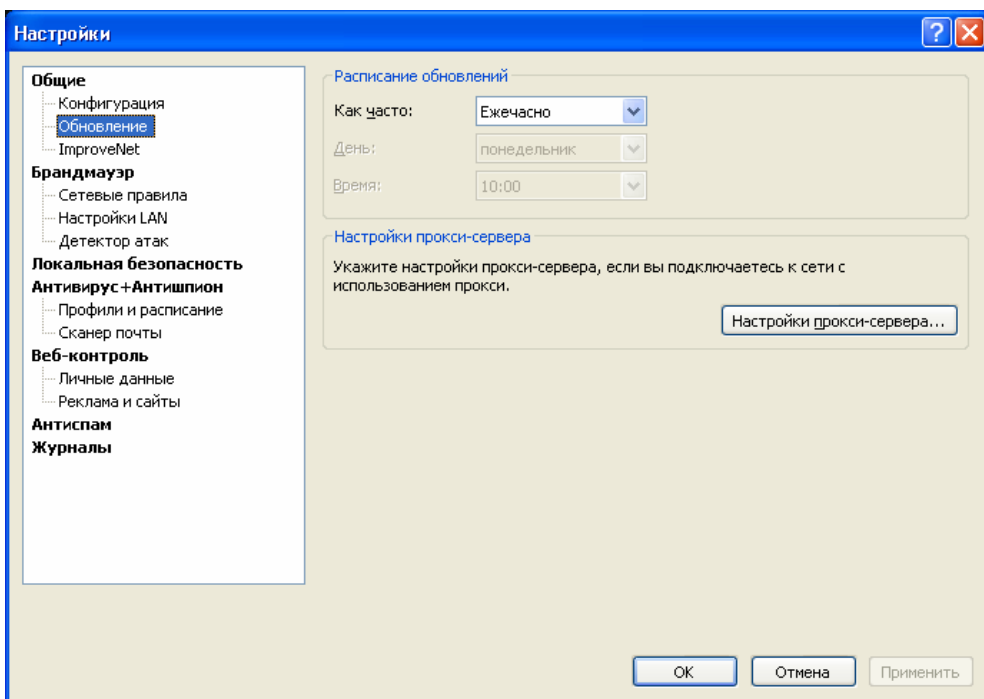 Настройки
Общие
Конфигурация
Обновление
ImproveNet
Брандмауэр
Сетевые правила
Настройки LAN
Детектор атак
Локальная безопасность
Антивирус+Антишпион
Профили и расписание
Сканер почты
Веб-контроль
Личные данные
Реклама и сайты
Антиспам
Журналы
Расписание обновлений
Как часто: Ежечасно
День: понедельник
Время: 10:00
Настройки прокси-сервера
Укажите настройки прокси-сервера, если вы подключаетесь к сети с
использованием прокси.
Настройки прокси-сервера...
ОК Отмена Применить